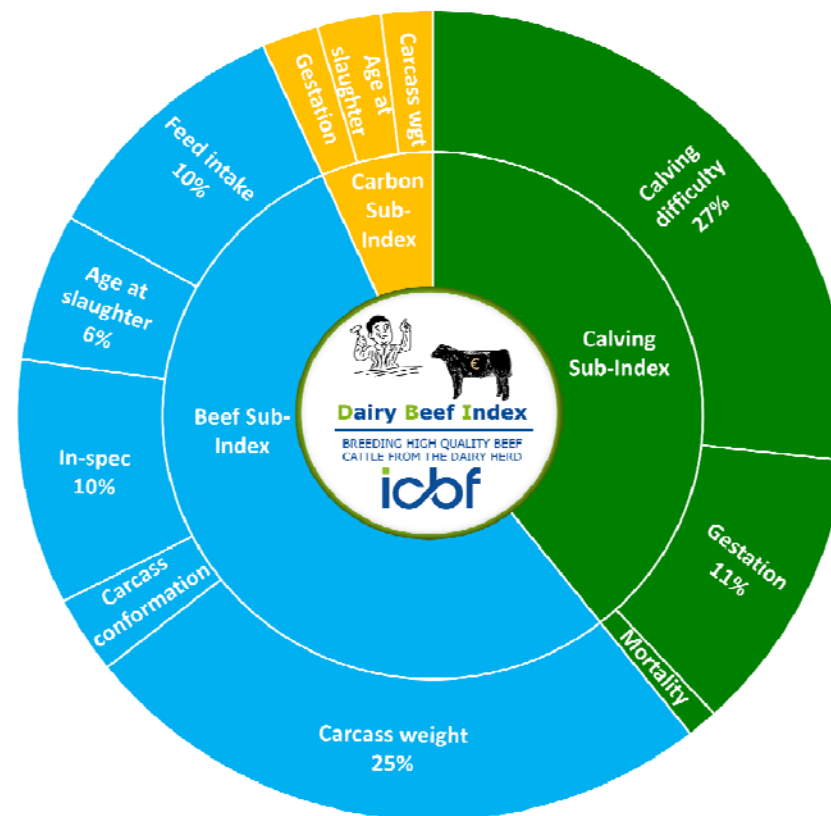 Calving
difficulty
27%
Gestation
11%
Mortality
Carcass weight
25%
Carcass
conformation
In-spec
10%
Age at
slaughter
6%
Feed intake
10%
Gestation
Age at
slaughter
Carcass wgt
Carbon
Sub-
Index
Calving
Sub-Index
Beef Sub-
Index
€
Dairy Beef Index
BREEDING HIGH QUALITY BEEF
CATTLE FROM THE DAIRY HERD
icbf